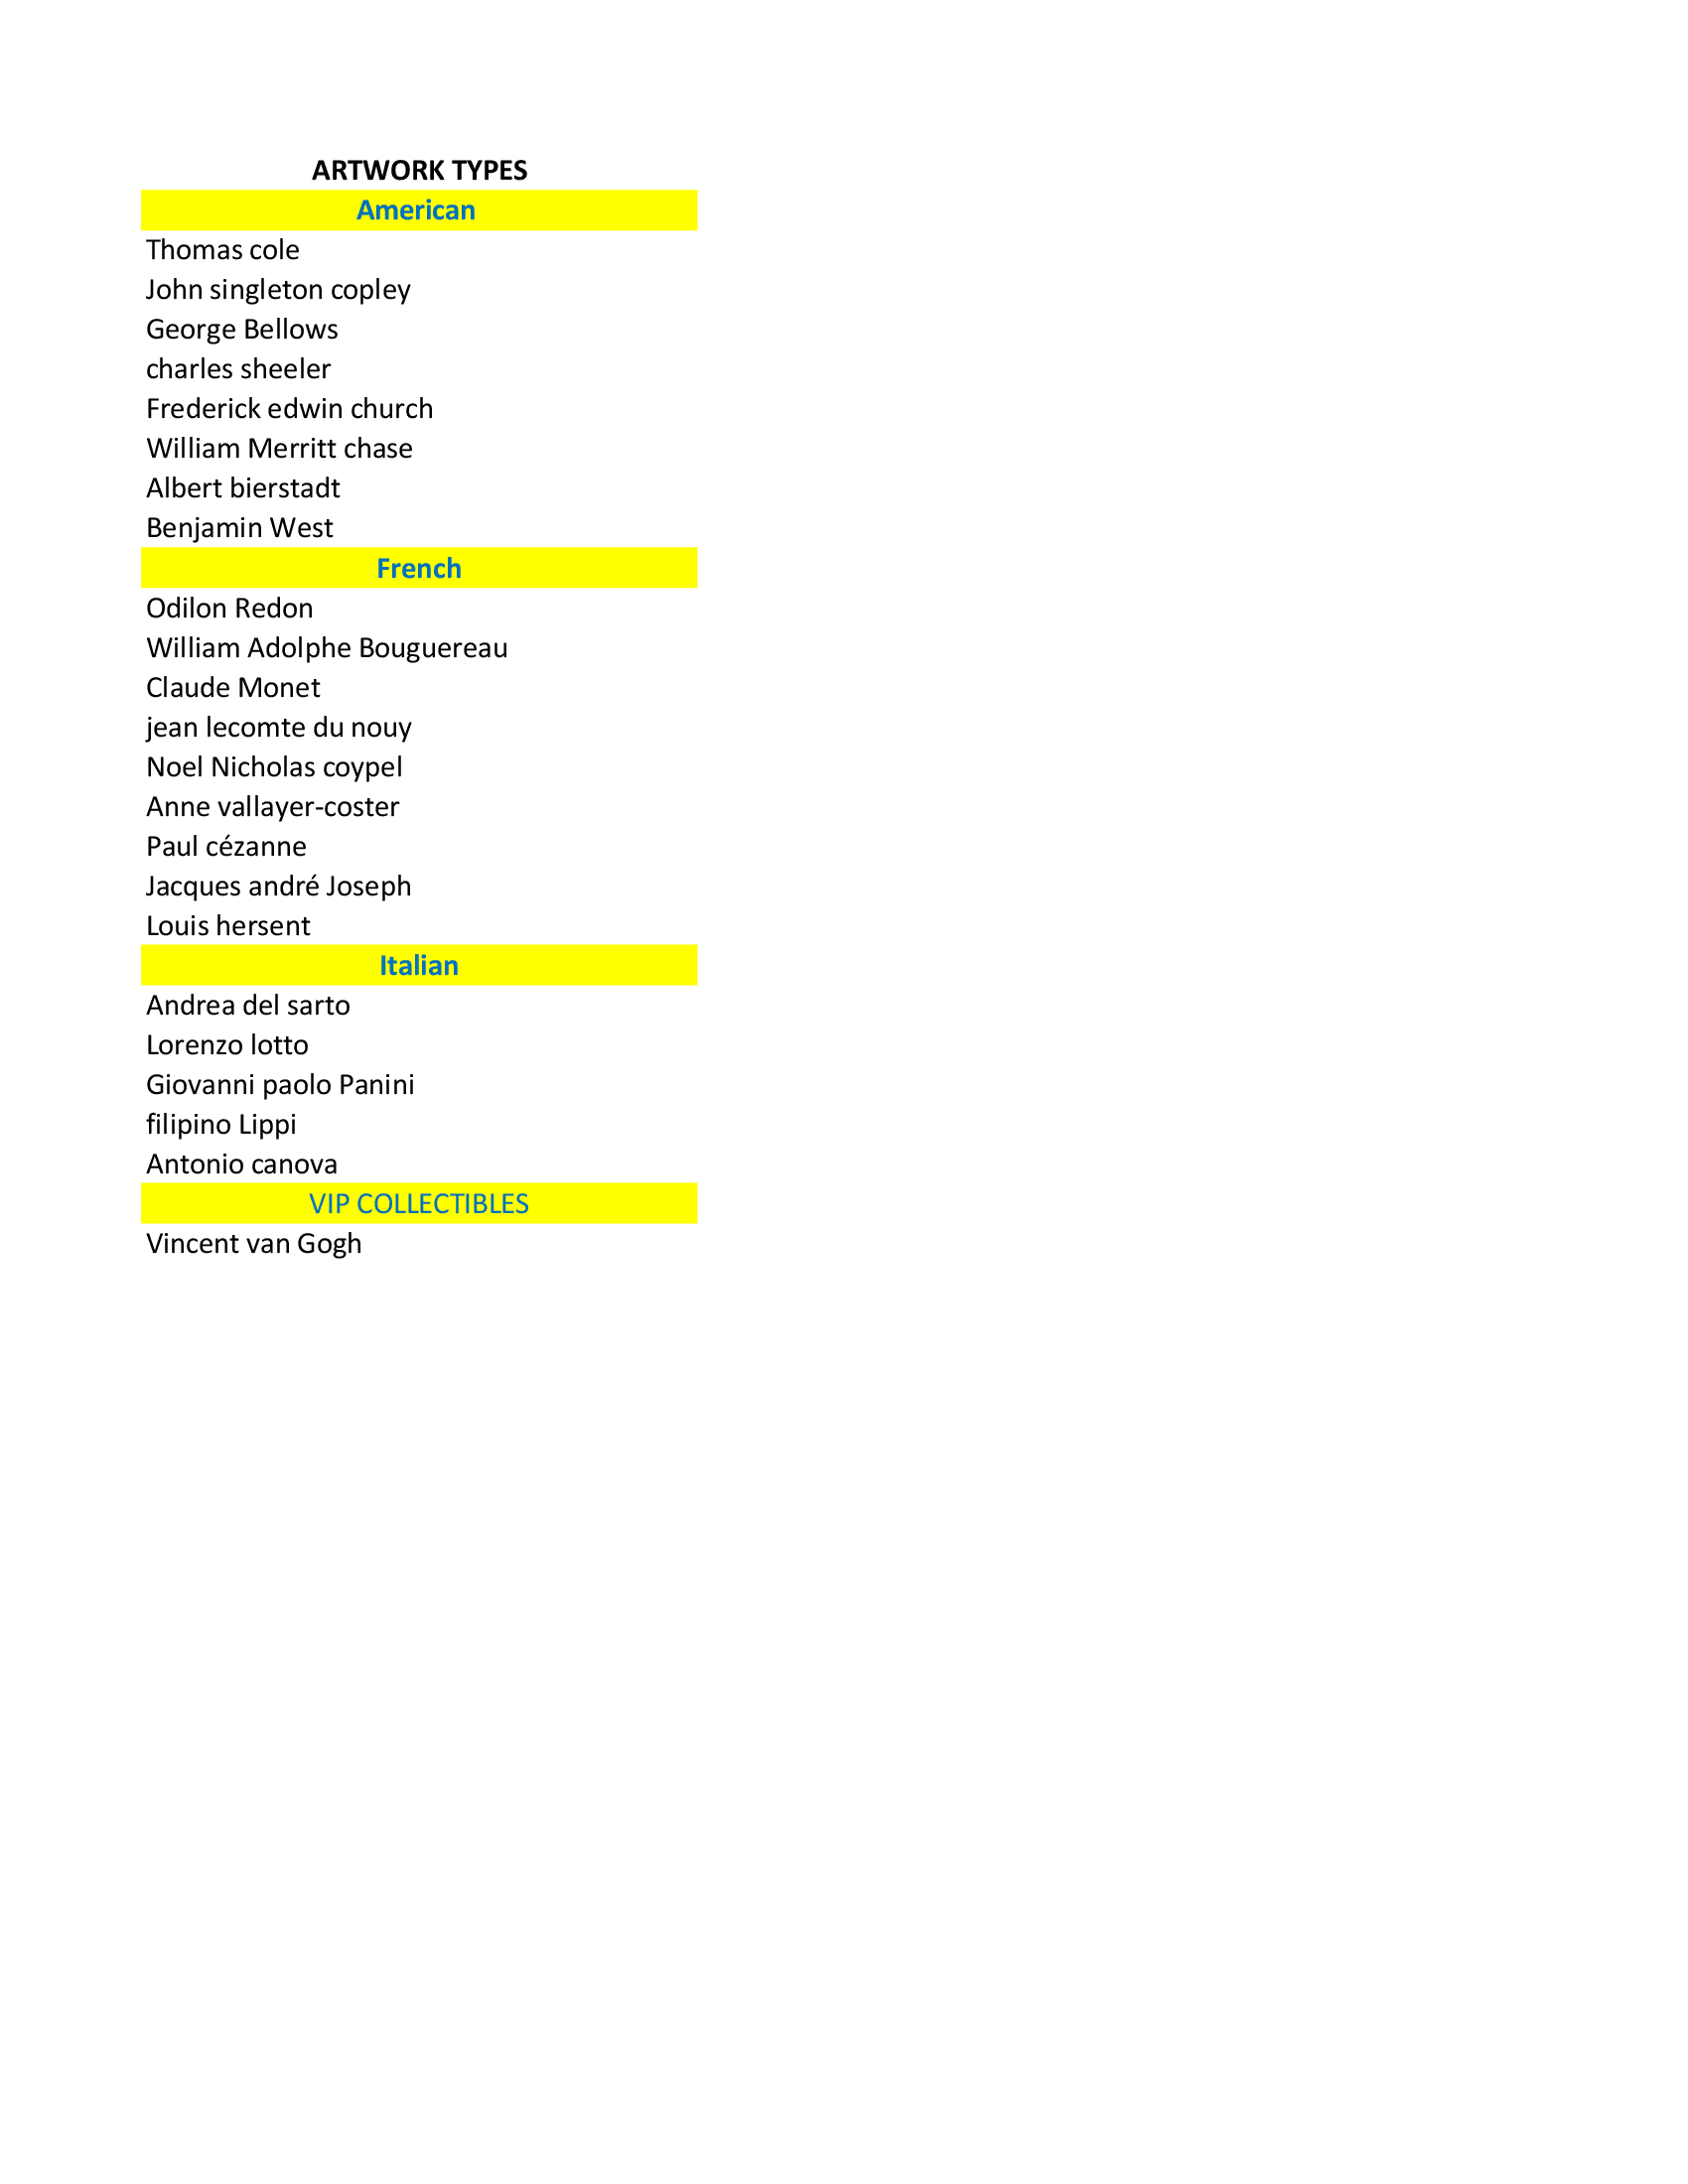 ARTWORK TYPES
American
Thomas cole
John singleton copley
George Bellows
charles sheeler
Frederick edwin church
William Merritt chase
Albert bierstadt
Benjamin West
French
Odilon Redon
William Adolphe Bouguereau
Claude Monet
jean lecomte du nouy
Noel Nicholas coypel
Anne vallayer-coster
Paul cézanne
Jacques andré Joseph
Louis hersent
Italian
Andrea del sarto
Lorenzo lotto
Giovanni paolo Panini
filipino Lippi
Antonio canova
VIP COLLECTIBLES
Vincent van Gogh